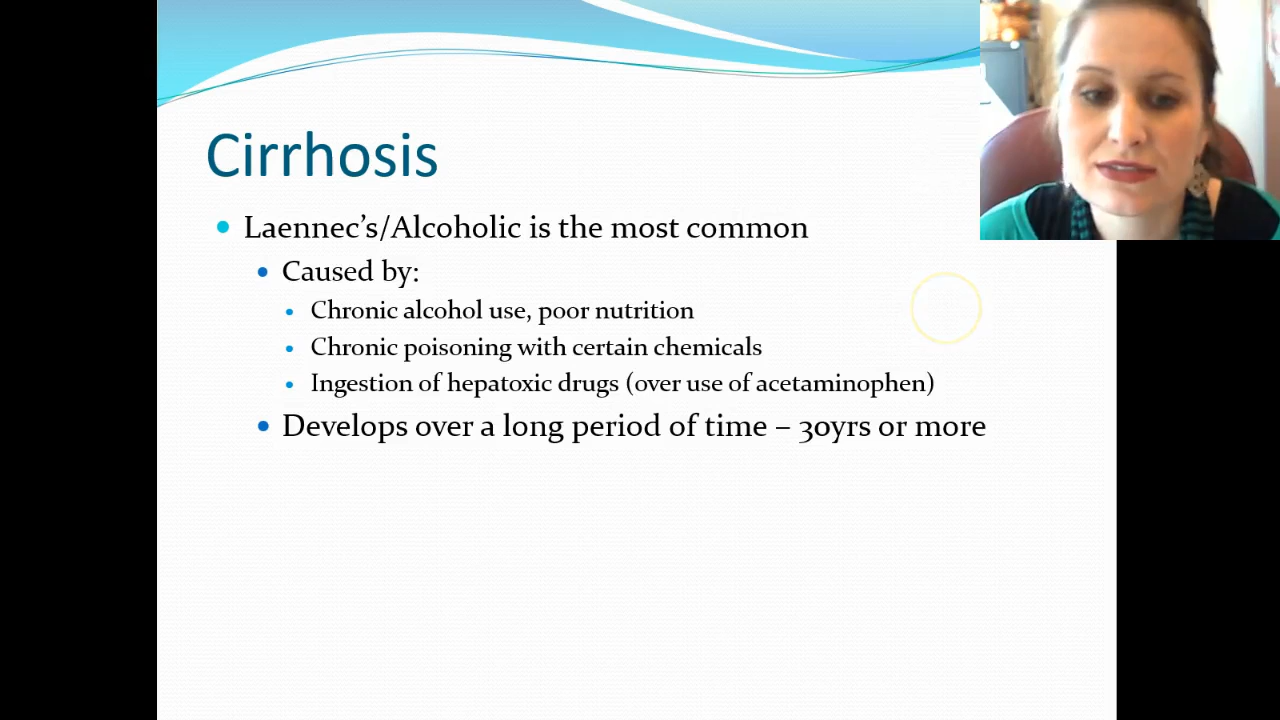 Cirrhosis
Laennec's/Alcoholic is the most common
Caused by:
Chronic alcohol use, poor nutrition
Chronic poisoning with certain chemicals
Ingestion of hepatoxic drugs (over use of acetaminophen)
Develops over a long period of time – 30yrs or more